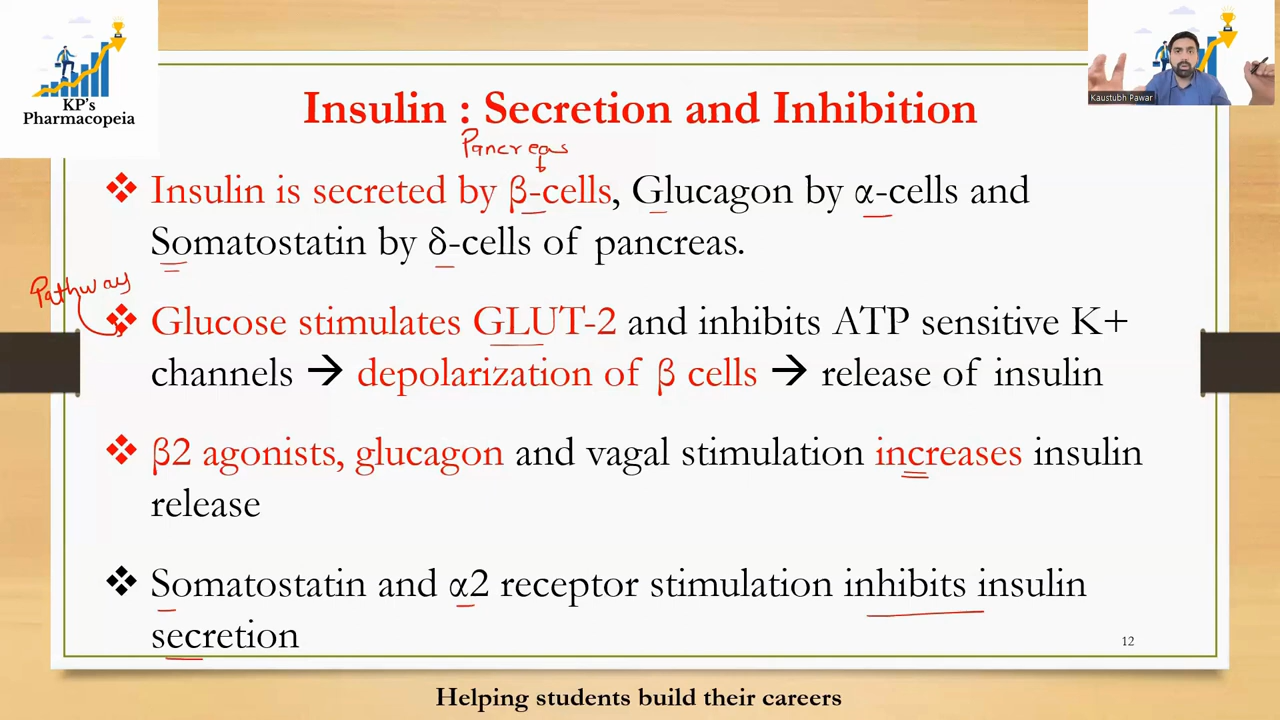 KP's
Pharmacopeia
Kaustubh Pawar
Insulin : Secretion and Inhibition
Pancreas
❖ Insulin is secreted by β-cells, Glucagon by α-cells and
Somatostatin by δ-cells of pancreas.
Pathway
❖ Glucose stimulates GLUT-2 and inhibits ATP sensitive K+
channels → depolarization of β cells → release of insulin
❖ β2 agonists, glucagon and vagal stimulation increases insulin
release
❖ Somatostatin and α2 receptor stimulation inhibits insulin
secretion
12
Helping students build their careers